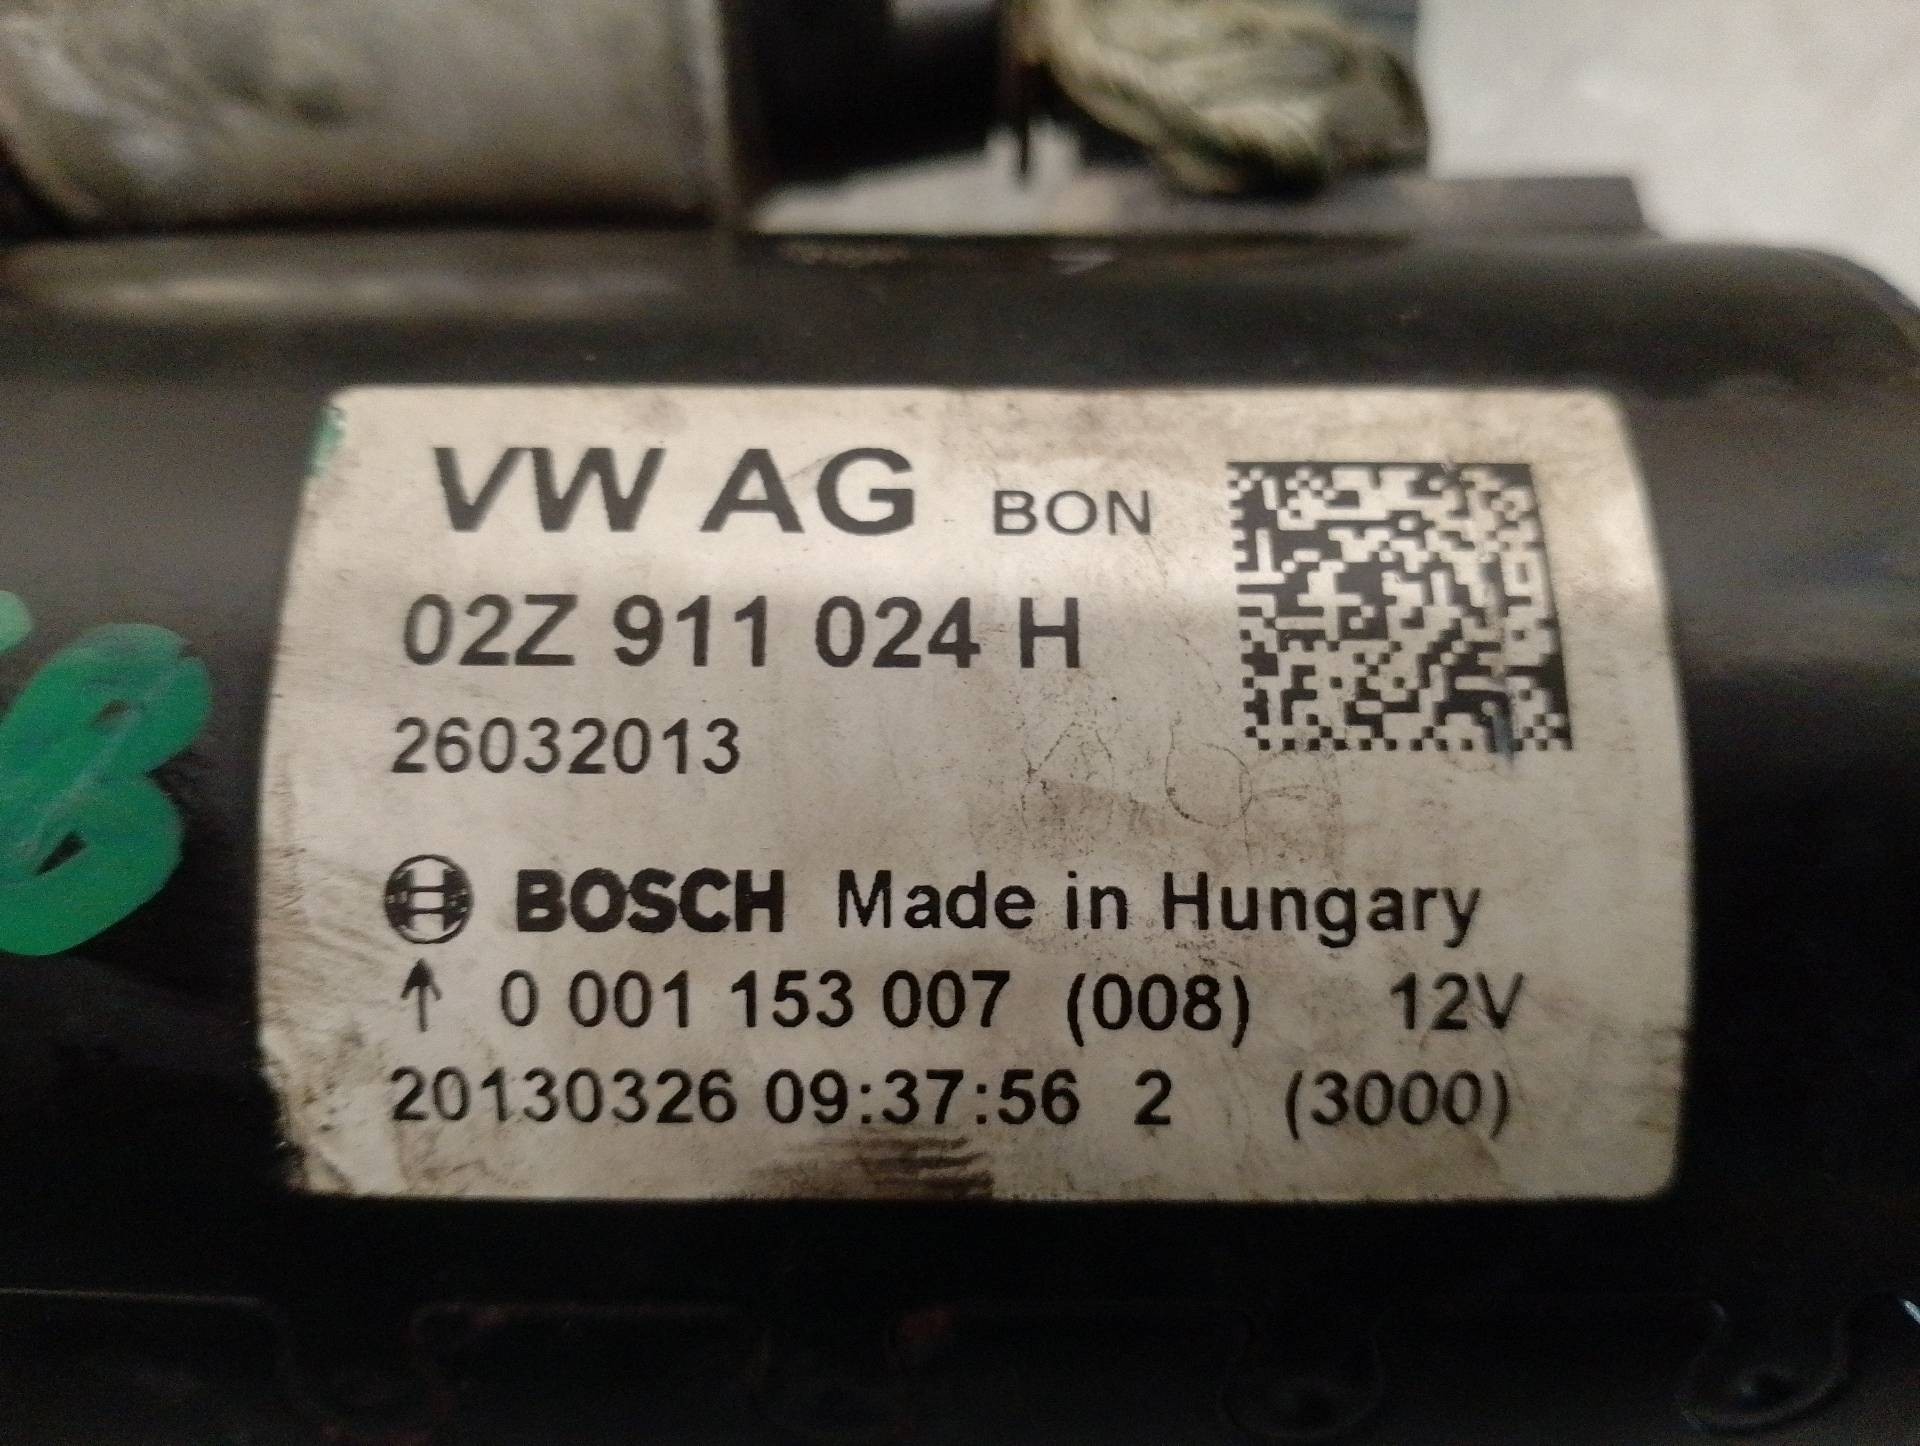 VW AG BON
02Z 911 024 H
26032013
BOSCH Made in Hungary
↑ 0 001 153 007 (008) 12V
20130326 09:37:56 2 (3000)